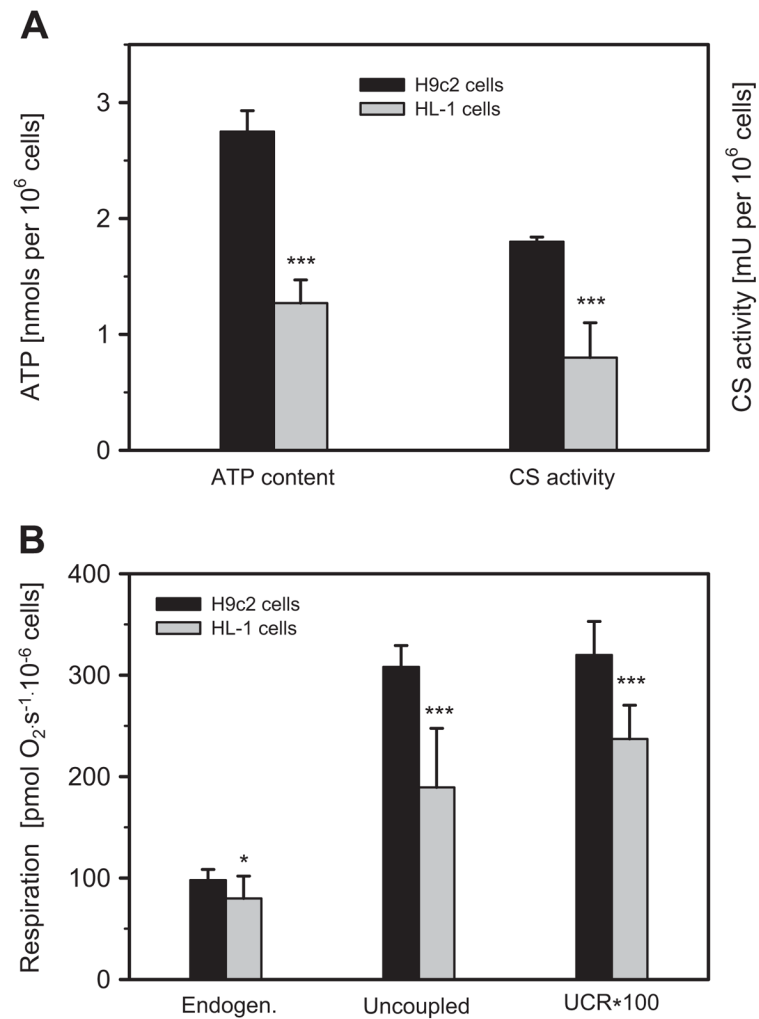 A
ATP [nmols per 10⁶ cells]
3
2
1
0
H9c2 cells
HL-1 cells
***
***
ATP content
CS activity
CS activity [mU per 10⁶ cells]
B
Respiration [pmol O₂·s⁻¹·10⁻⁶ cells]
400
300
200
100
0
H9c2 cells
HL-1 cells
*
***
***
Endogen.
Uncoupled
UCR*100